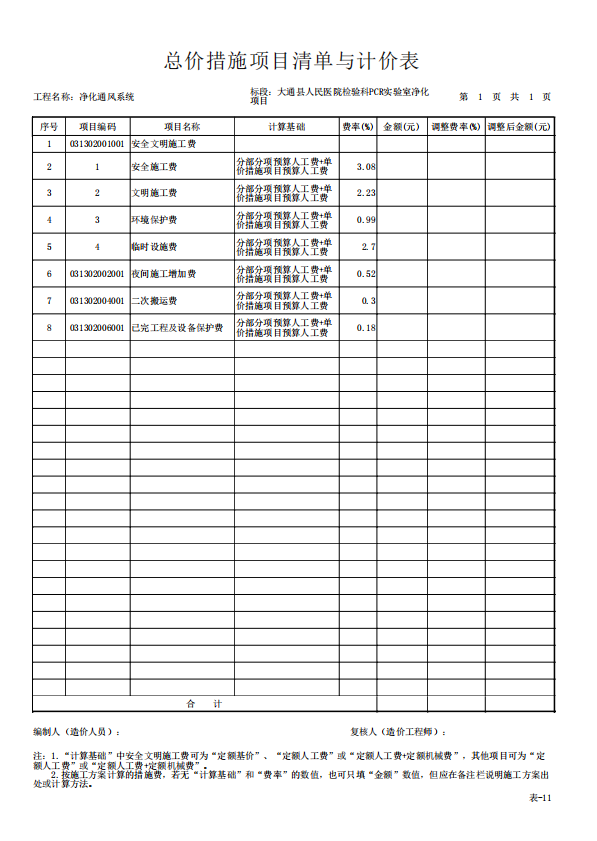 总价措施项目清单与计价表
工程名称：净化通风系统
标段：大通县人民医院检验科PCR实验室净化
项目
第 1 页 共 1 页
序号 项目编码 项目名称 计算基础 费率(%) 金额(元) 调整费率(%) 调整后金额(元)
1 031302001001 安全文明施工费
2 1 安全施工费 分部分项预算人工费+单
价措施项目预算人工费 3.08
3 2 文明施工费 分部分项预算人工费+单
价措施项目预算人工费 2.23
4 3 环境保护费 分部分项预算人工费+单
价措施项目预算人工费 0.99
5 4 临时设施费 分部分项预算人工费+单
价措施项目预算人工费 2.7
6 031302002001 夜间施工增加费 分部分项预算人工费+单
价措施项目预算人工费 0.52
7 031302004001 二次搬运费 分部分项预算人工费+单
价措施项目预算人工费 0.3
8 031302006001 已完工程及设备保护费 分部分项预算人工费+单
价措施项目预算人工费 0.18
合 计
编制人（造价人员）： 复核人（造价工程师）：
注：1.“计算基础”中安全文明施工费可为“定额基价”、“定额人工费”或“定额人工费+定额机械费”，其他项目可为“定
额人工费”或“定额人工费+定额机械费”。
2.按施工方案计算的措施费，若无“计算基础”和“费率”的数值，也可只填“金额”数值，但应在备注栏说明施工方案出
处或计算方法。
表-11